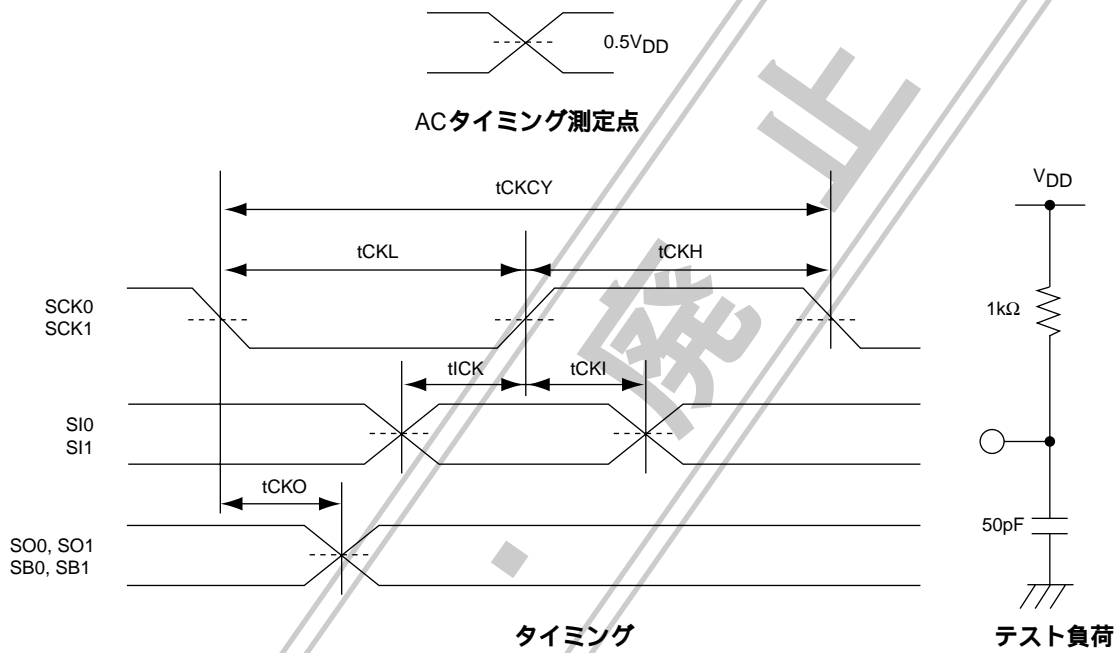 0.5VDD
ACタイミング測定点
tCKCY
VDD
tCKL
tCKH
SCK0
SCK1
1kΩ
tICK
tCKI
SI0
SI1
tCKO
SO0, SO1
SB0, SB1
50pF
タイミング
テスト負荷
・廃止